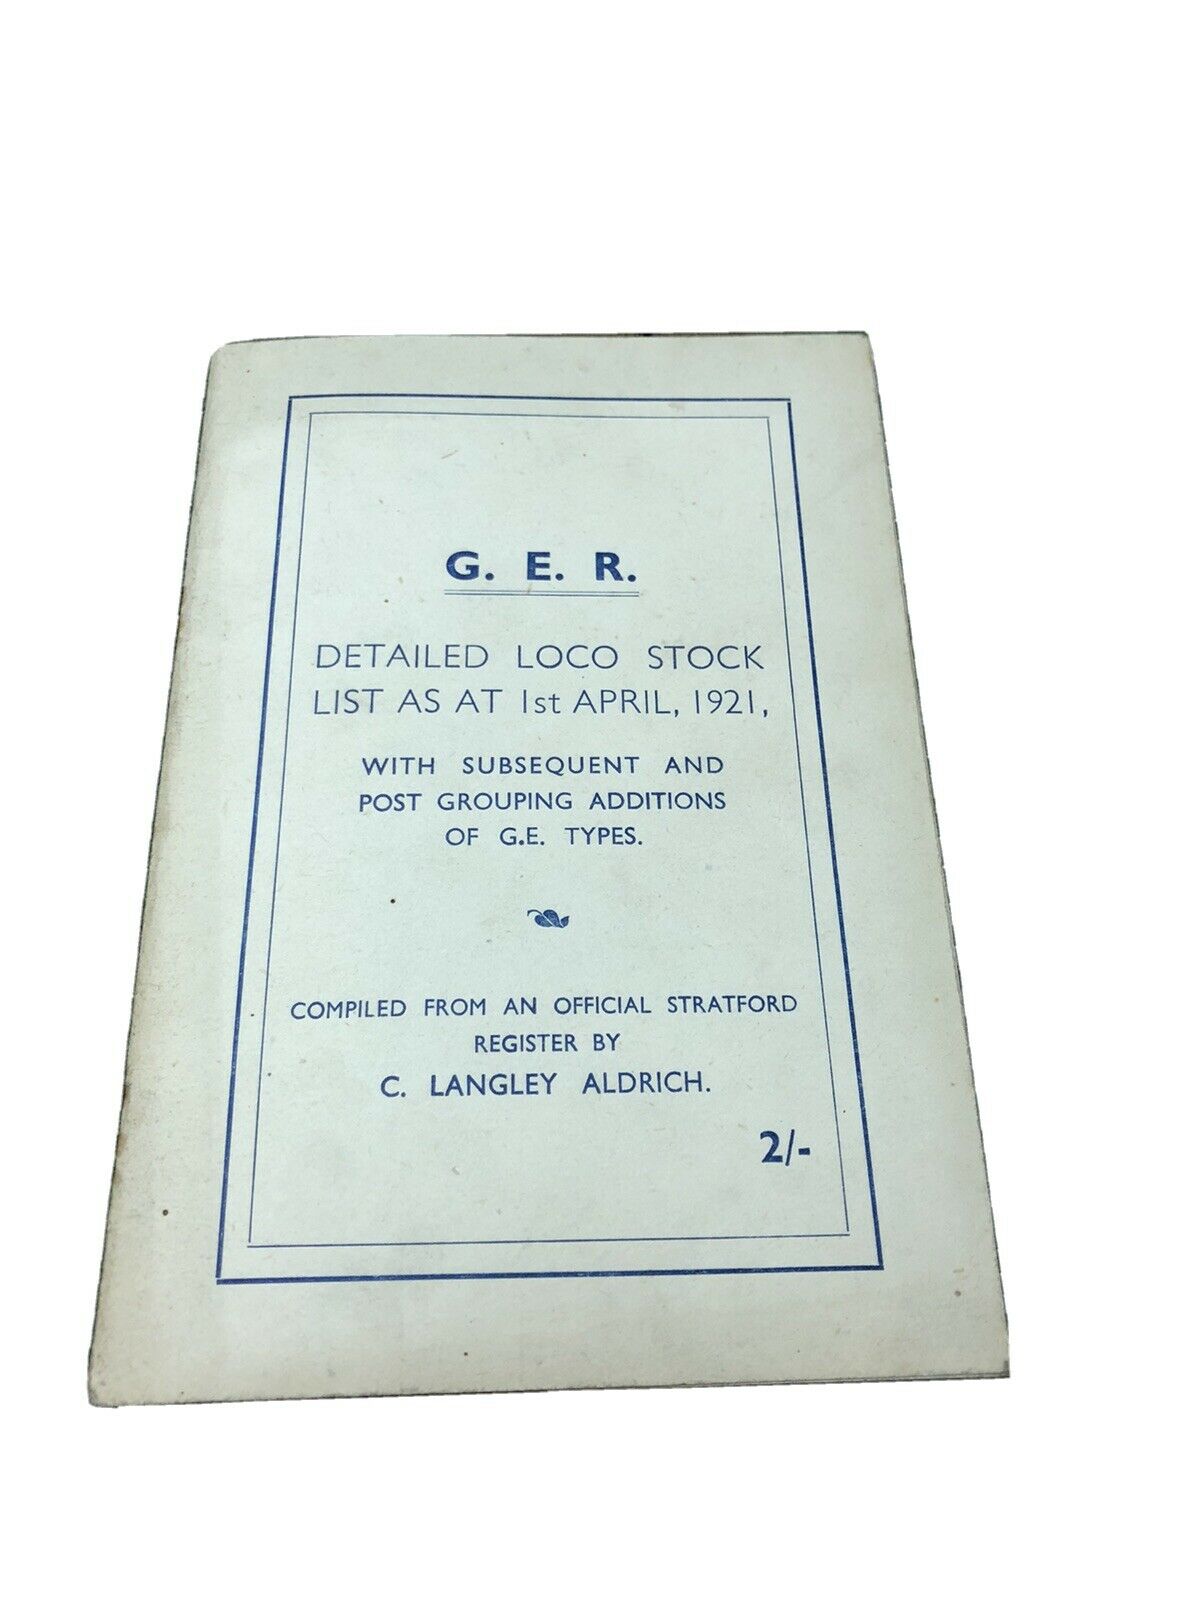 G. E. R.
DETAILED LOCO STOCK
LIST AS AT 1st APRIL, 1921,
WITH SUBSEQUENT AND
POST GROUPING ADDITIONS
OF G.E. TYPES.
COMPILED FROM AN OFFICIAL STRATFORD
REGISTER BY
C. LANGLEY ALDRICH.
2/-